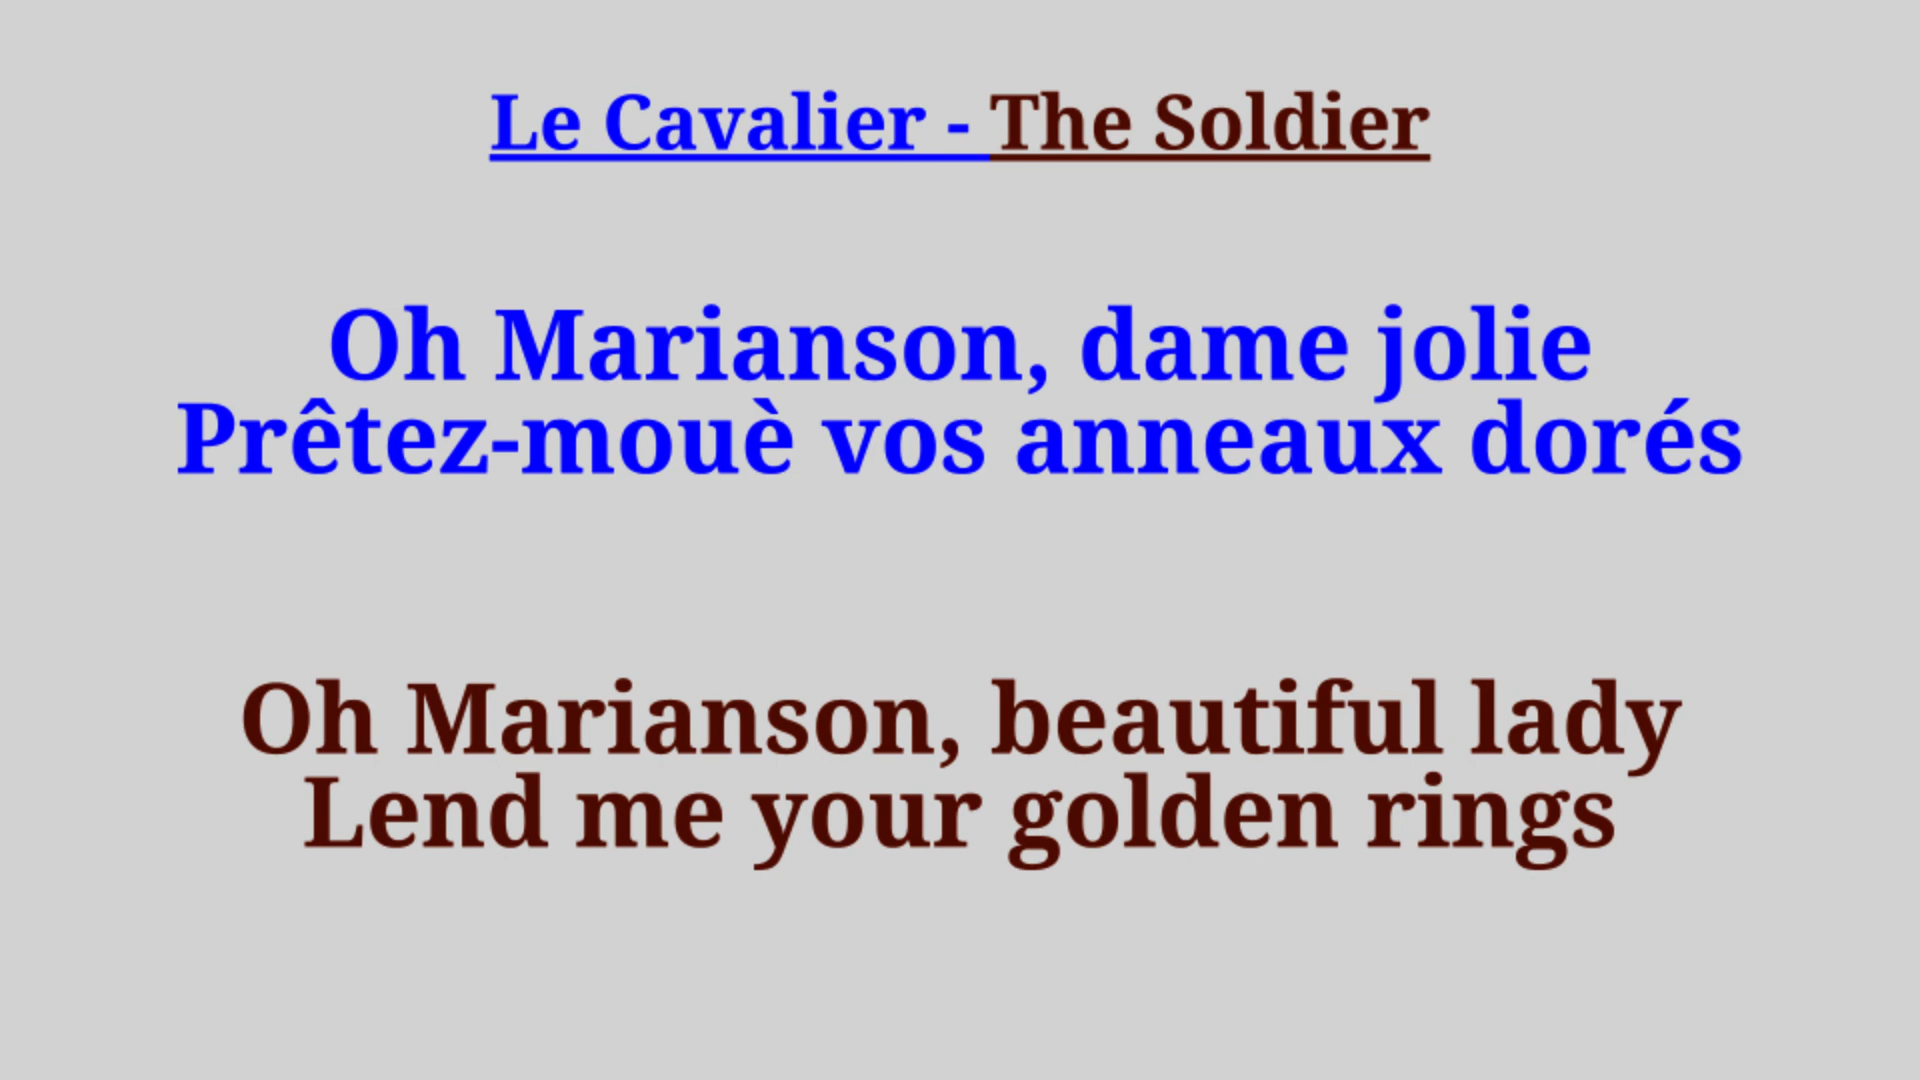 Le Cavalier - The Soldier
Oh Marianson, dame jolie
Prêtez-mouè vos anneaux dorés
Oh Marianson, beautiful lady
Lend me your golden rings